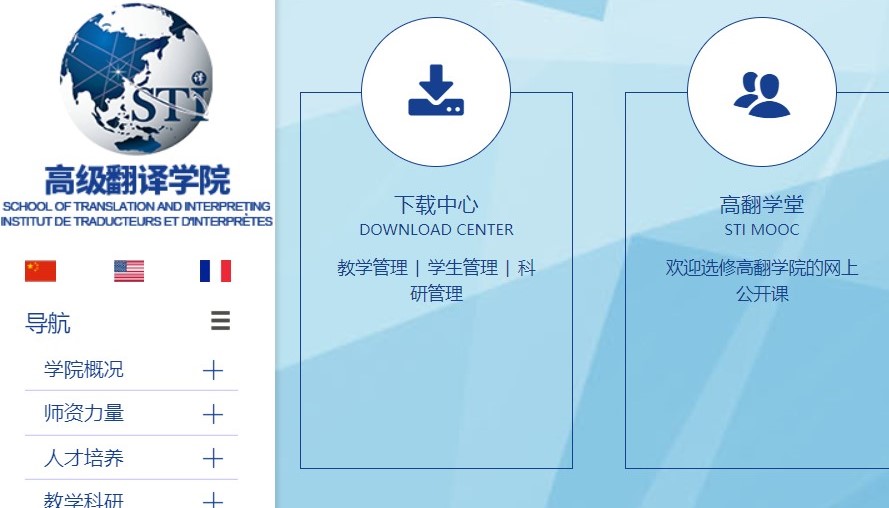 STI
译
高级翻译学院
SCHOOL OF TRANSLATION AND INTERPRETING
INSTITUT DE TRADUCTEURS ET D'INTERPRÈTES
导航
学院概况
师资力量
人才培养
教学科研
下载中心
DOWNLOAD CENTER
教学管理 | 学生管理 | 科
研管理
高翻学堂
STI MOOC
欢迎选修高翻学院的网上
公开课